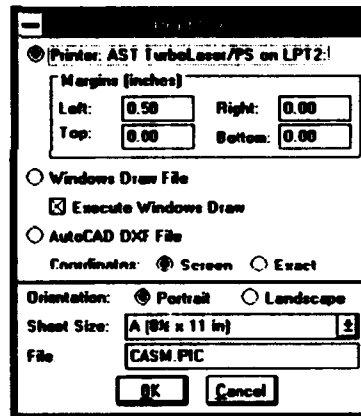 Printer: AST TurboLaser/PS on LPT2:
Margins (inches)
Left: 0.50 Right: 0.00
Top: 0.00 Bottom: 0.00
Windows Draw File
Execute Windows Draw
AutoCAD DXF File
Coordinates: Screen Exact
Orientation: Portrait Landscape
Sheet Size: A (8½ x 11 in)
File CASM.PIC
OK Cancel